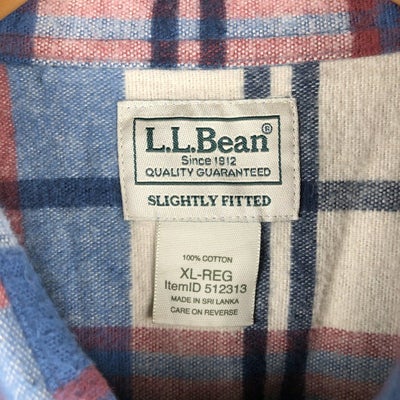 L.L.Bean®
Since 1912
QUALITY GUARANTEED
SLIGHTLY FITTED
100% COTTON
XL-REG
ItemID 512313
MADE IN SRI LANKA
CARE ON REVERSE